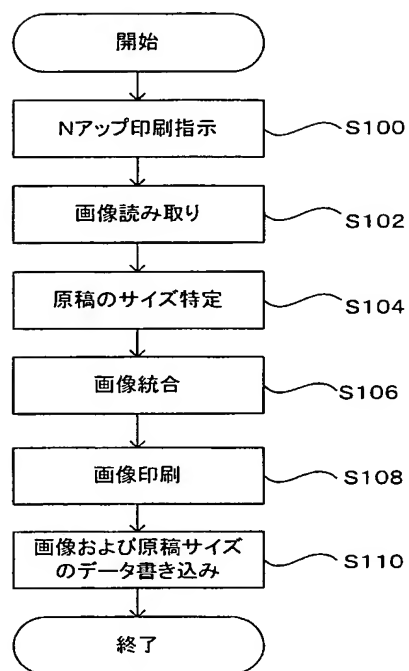 開始
Nアップ印刷指示
S100
画像読み取り
S102
原稿のサイズ特定
S104
画像統合
S106
画像印刷
S108
画像および原稿サイズ
のデータ書き込み
S110
終了